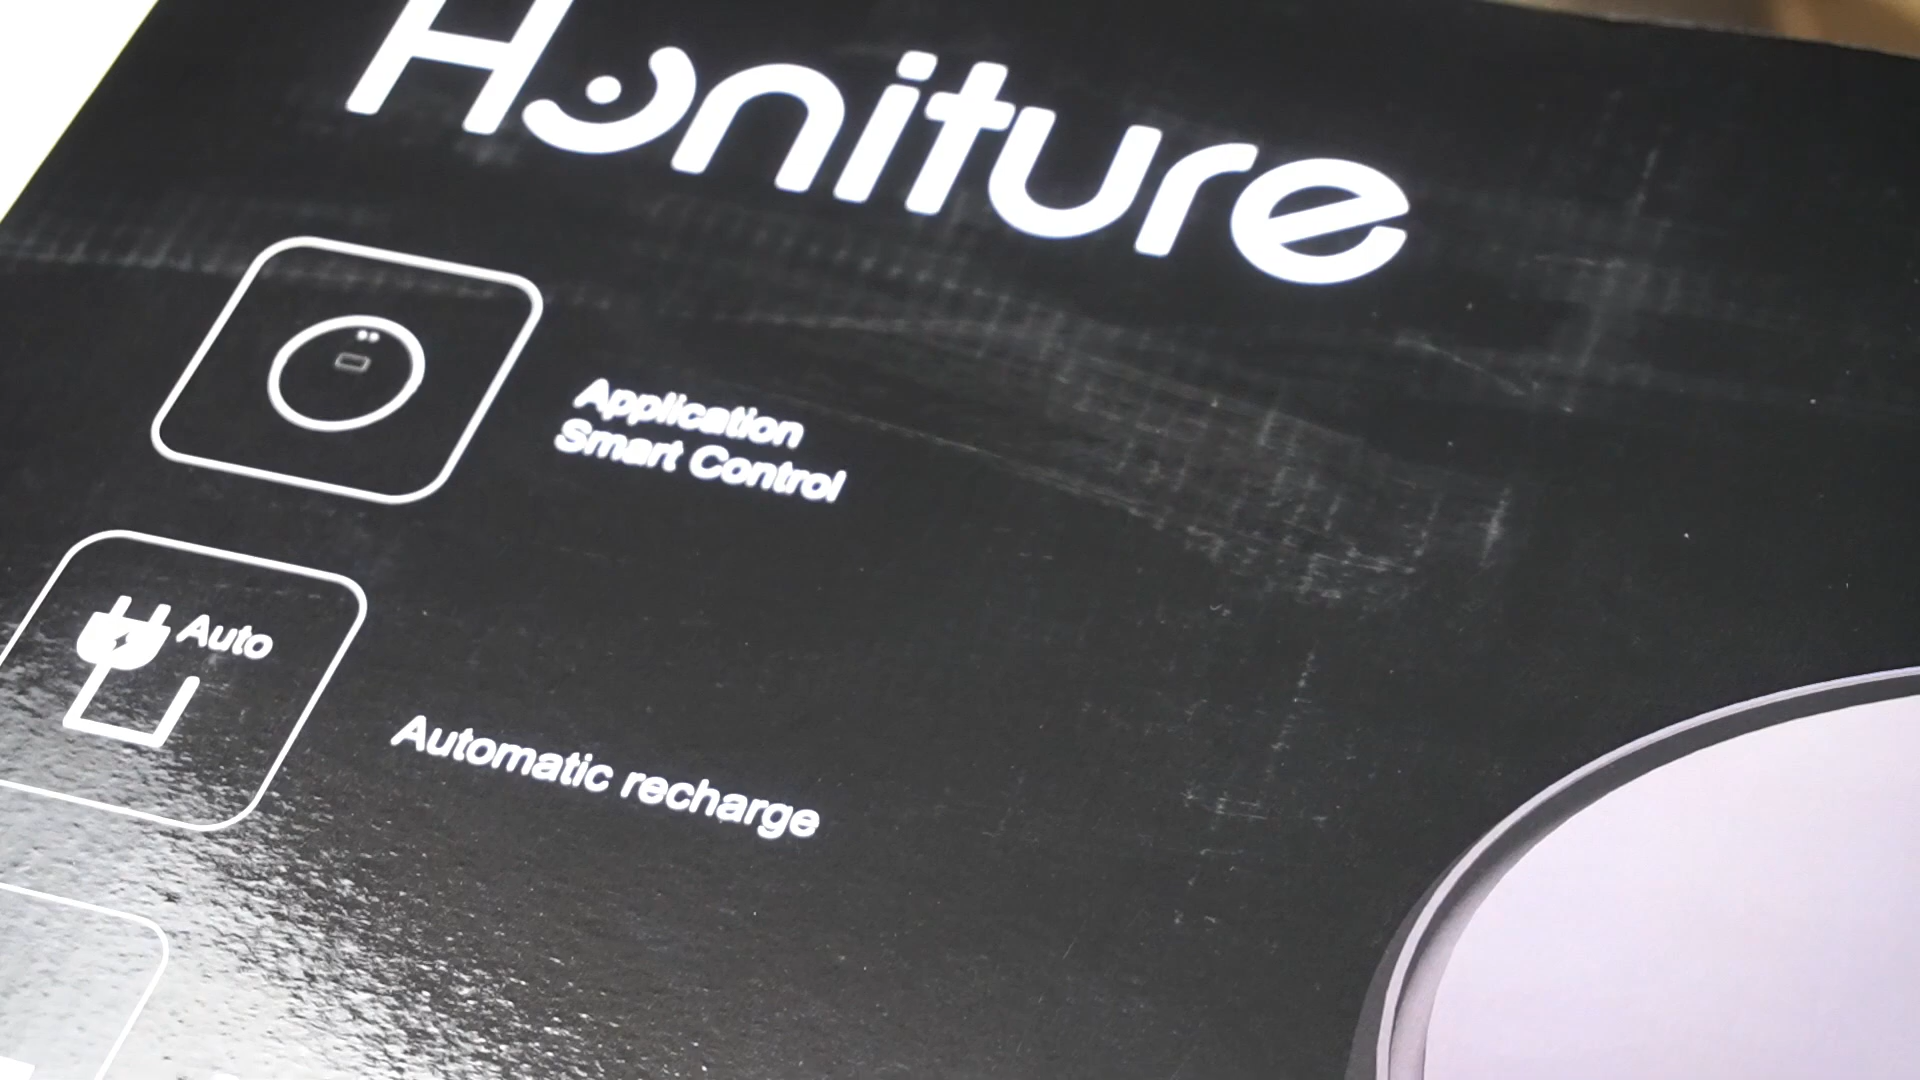 Honiture
Application
Smart Control
Auto
Automatic recharge